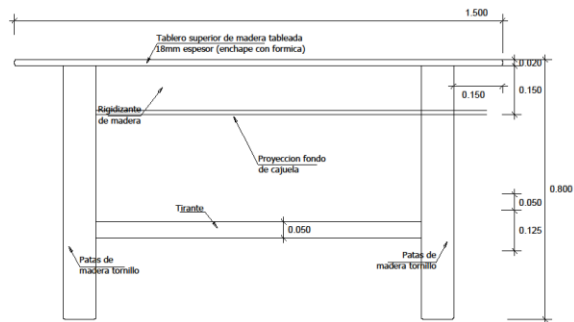 1.500
Tablero superior de madera tableada
18mm espesor (enchape con formica)
0.020
0.150
0.150
Rigidizante
de madera
Proyeccion fondo
de cajuela
0.800
0.050
Tirante
0.050
0.125
Patas de
madera tornillo
Patas de
madera tornillo